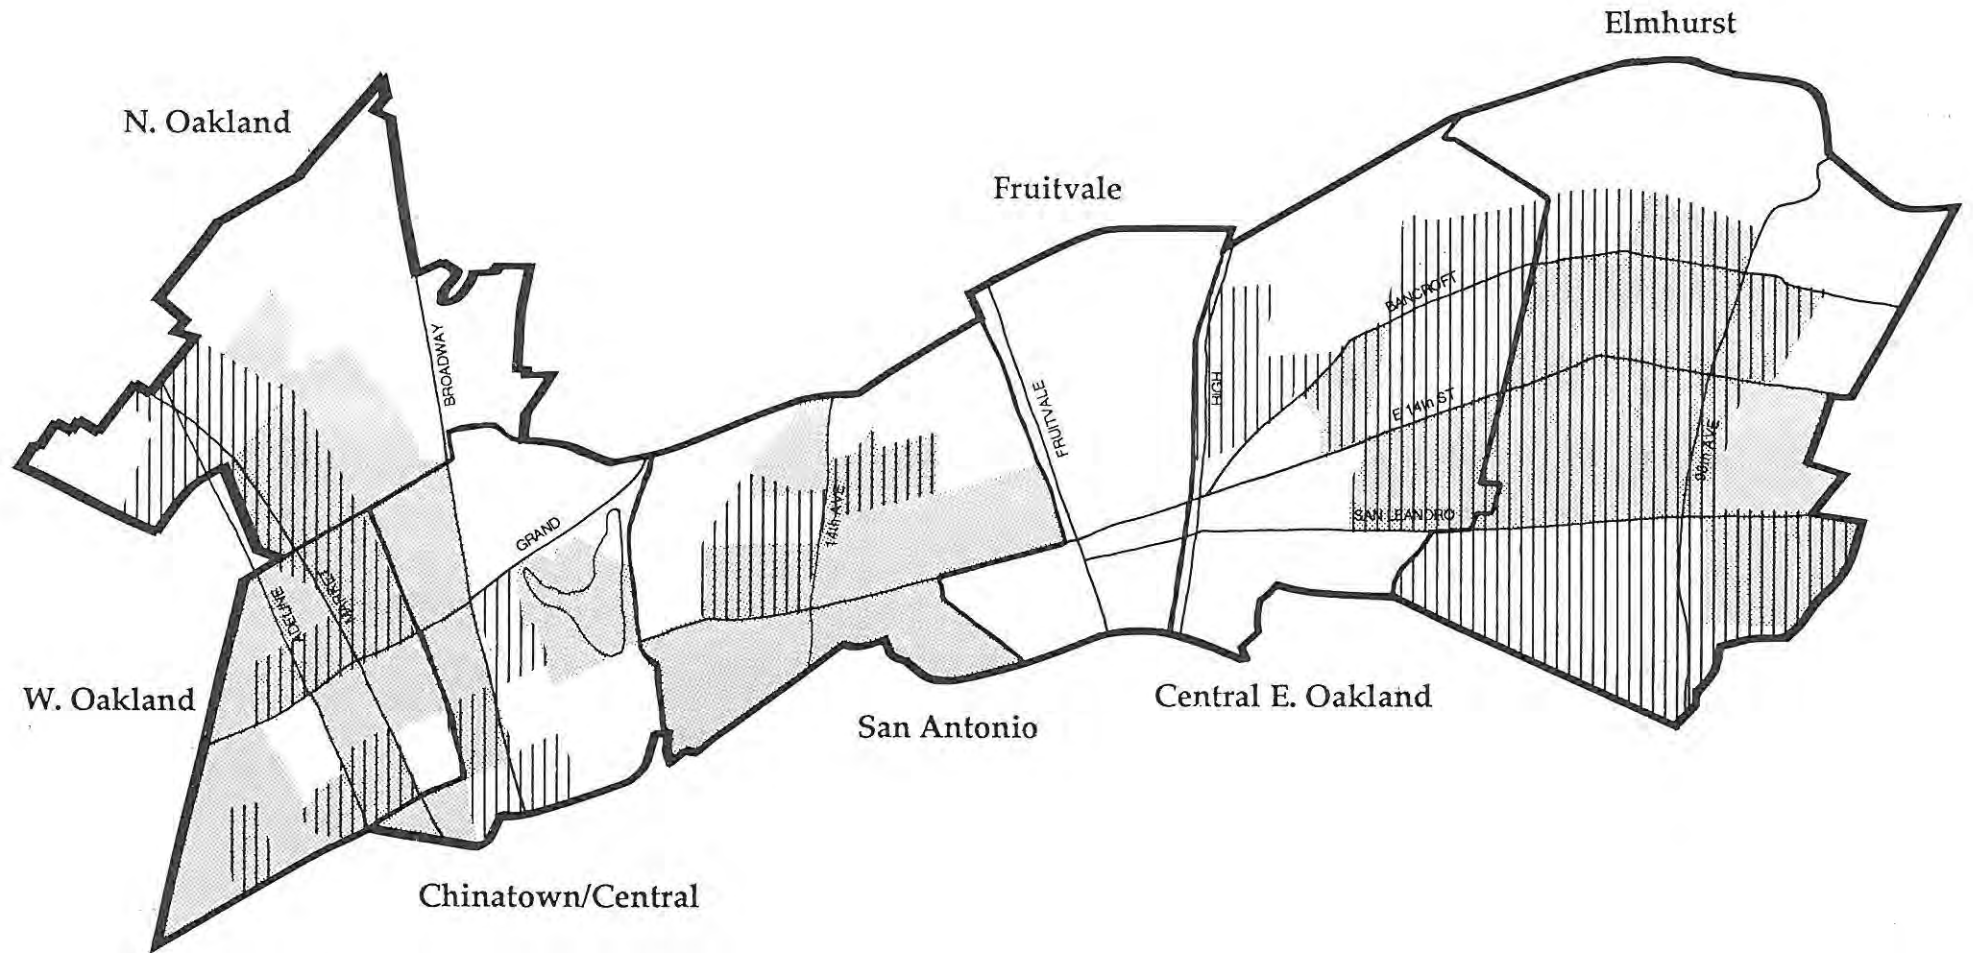 Elmhurst
N. Oakland
Fruitvale
BROADWAY
BANCROFT
HIGH
FRUITVALE
E 14th ST
98th AVE
14th AVE
SAN LEANDRO
GRAND
MARKET
ADELINE
W. Oakland
Central E. Oakland
San Antonio
Chinatown/Central